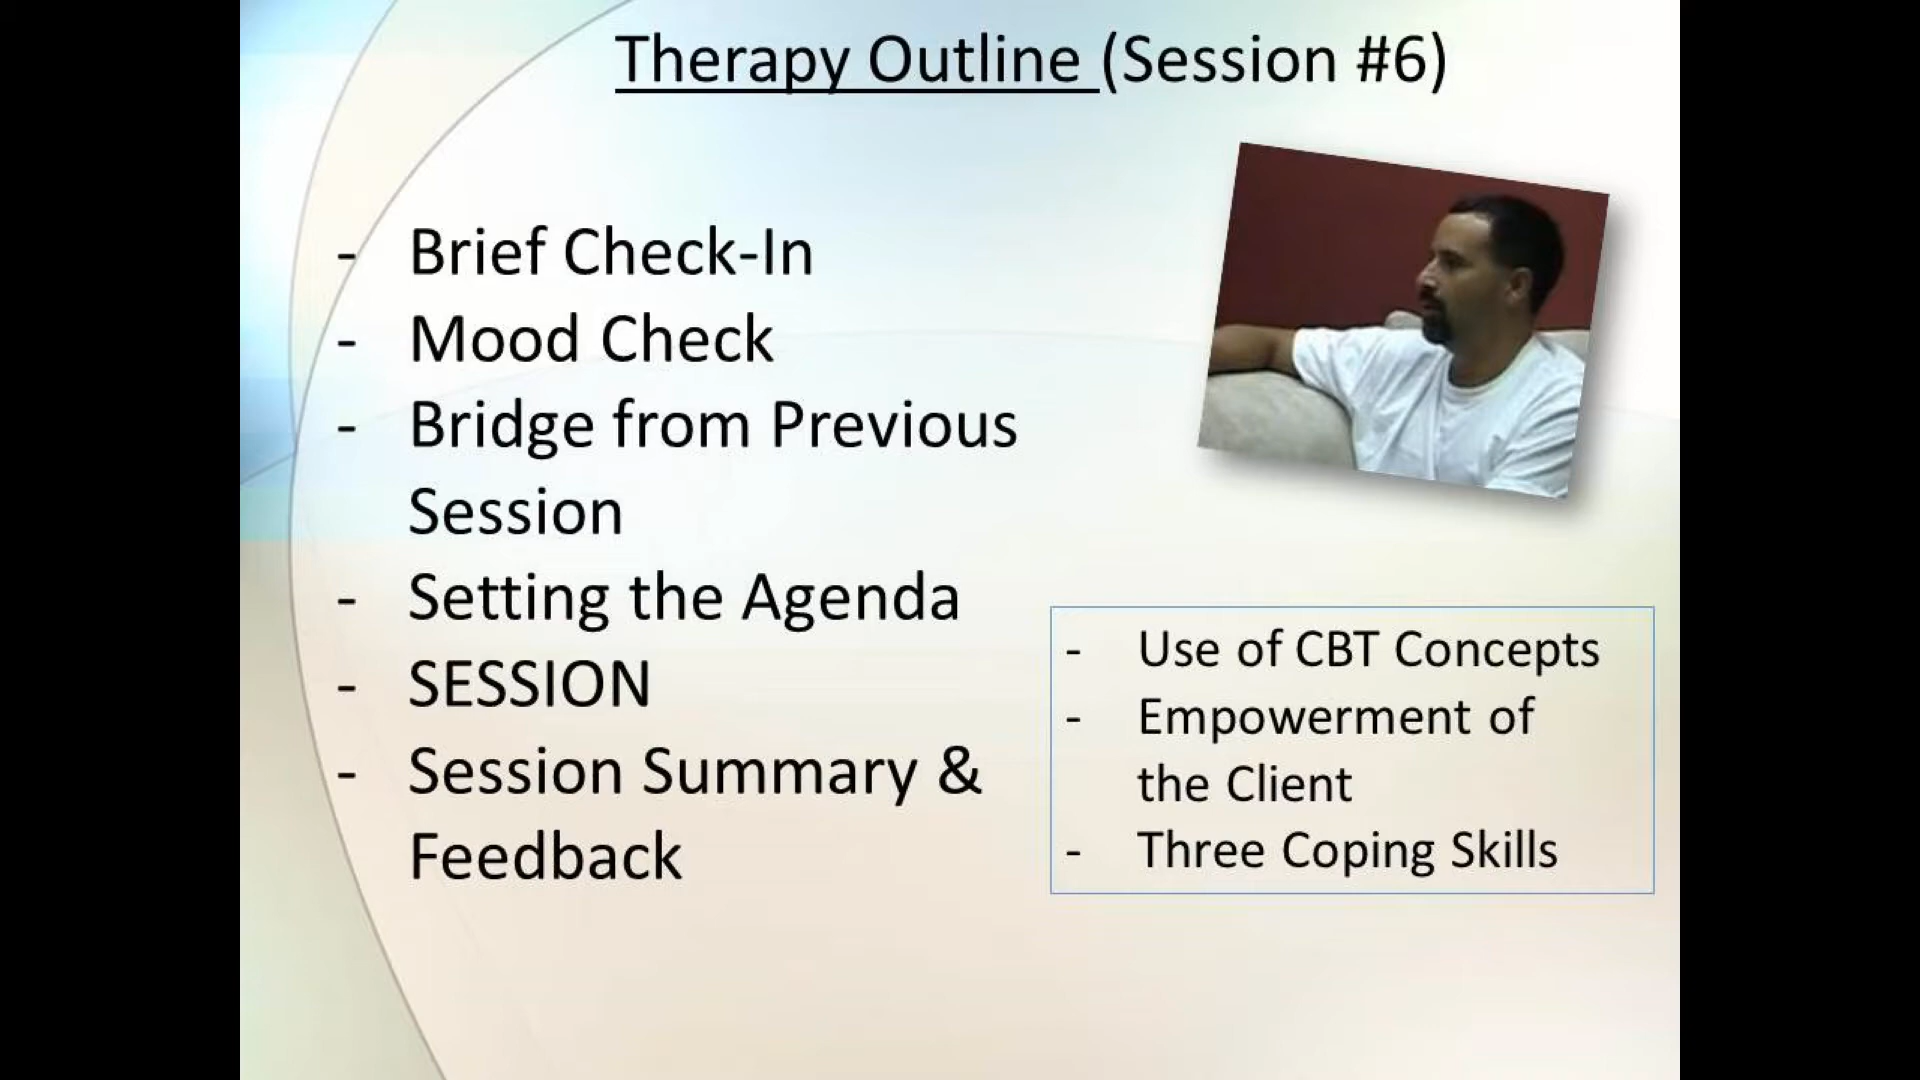 Therapy Outline (Session #6)
- Brief Check-In
- Mood Check
- Bridge from Previous
Session
- Setting the Agenda
- SESSION
- Session Summary &
Feedback
- Use of CBT Concepts
- Empowerment of
the Client
- Three Coping Skills